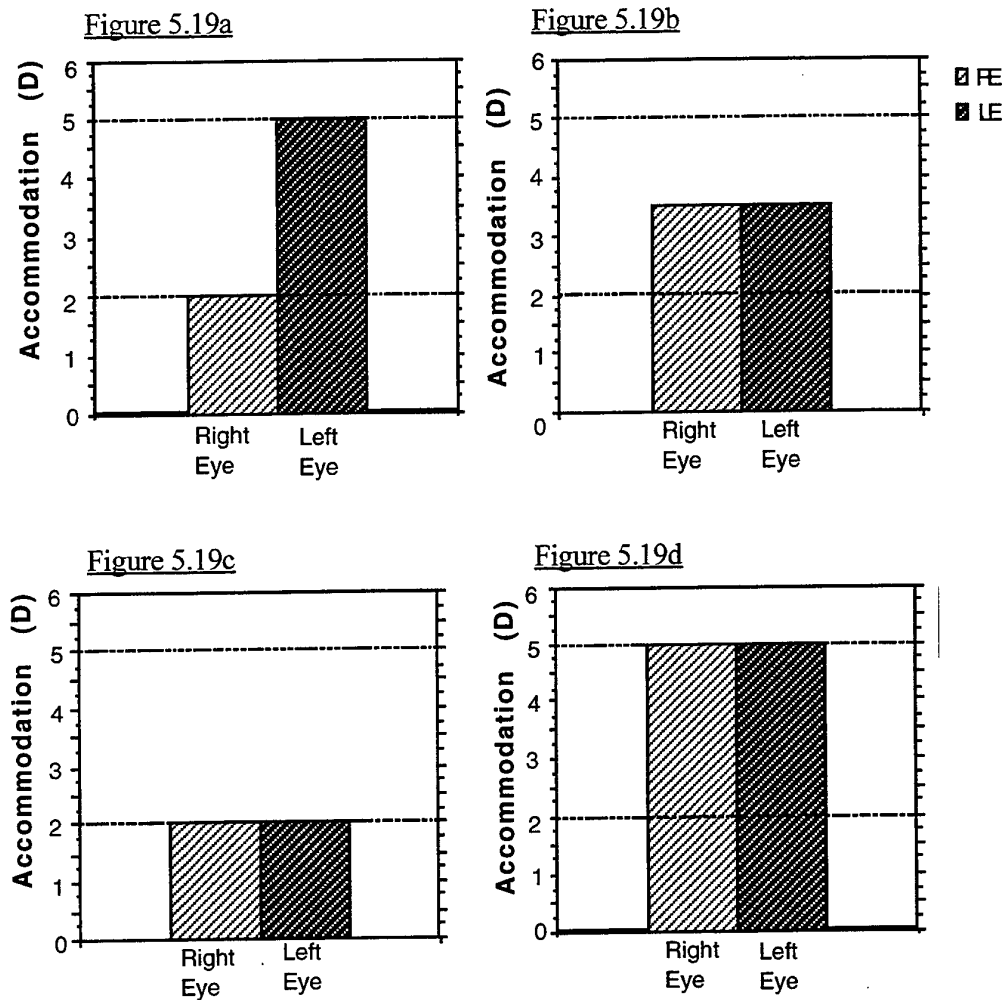 Figure 5.19a
Accommodation (D)
6
5
4
3
2
1
0
Right Left
Eye Eye
Figure 5.19b
Accommodation (D)
6
5
4
3
2
1
0
Right Left
Eye Eye
RE
LE
Figure 5.19c
Accommodation (D)
6
5
4
3
2
1
0
Right Left
Eye Eye
Figure 5.19d
Accommodation (D)
6
5
4
3
2
1
0
Right Left
Eye Eye